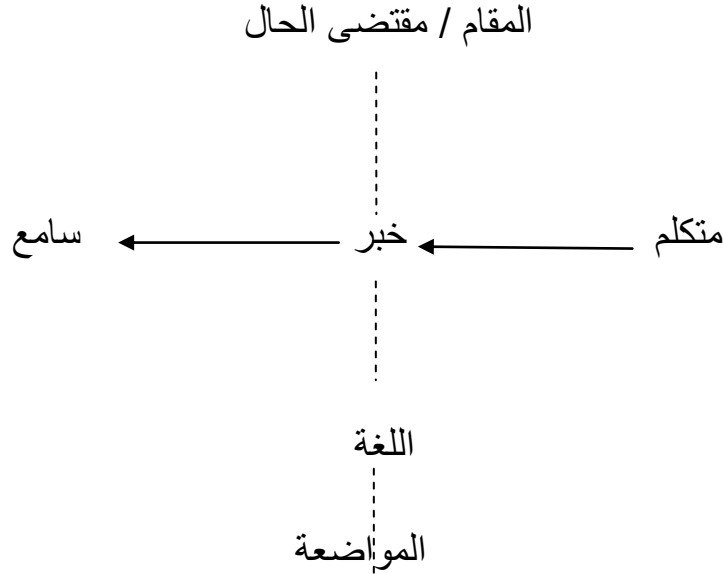 المقام / مقتضى الحال
متكلم خبر سامع
اللغة
المواضعة